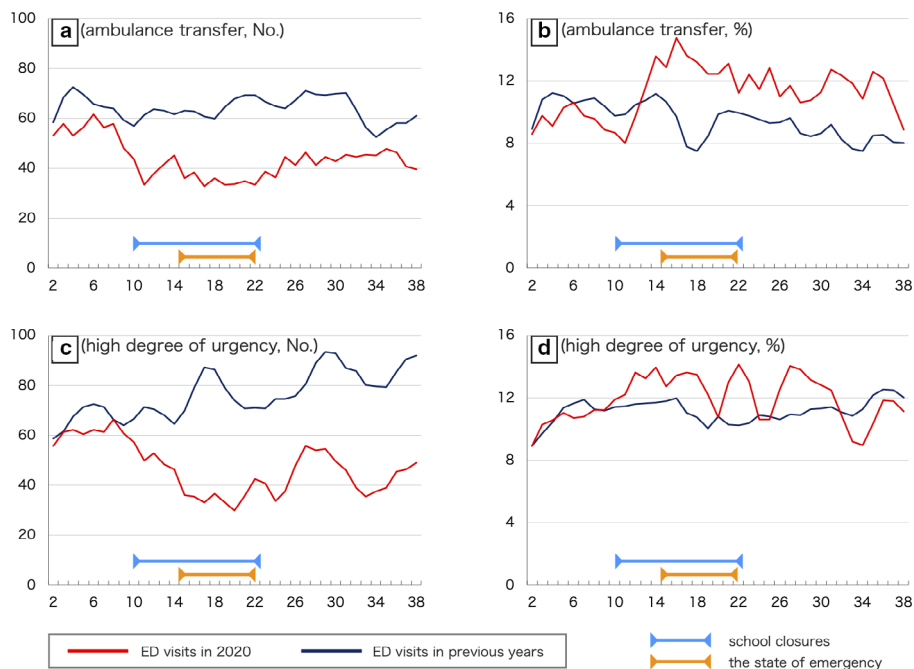 a (ambulance transfer, No.)
100
80
60
40
20
0
2 6 10 14 18 22 26 30 34 38
b (ambulance transfer, %)
16
12
8
4
0
2 6 10 14 18 22 26 30 34 38
c (high degree of urgency, No.)
100
80
60
40
20
0
2 6 10 14 18 22 26 30 34 38
d (high degree of urgency, %)
16
12
8
4
0
2 6 10 14 18 22 26 30 34 38
ED visits in 2020
ED visits in previous years
school closures
the state of emergency